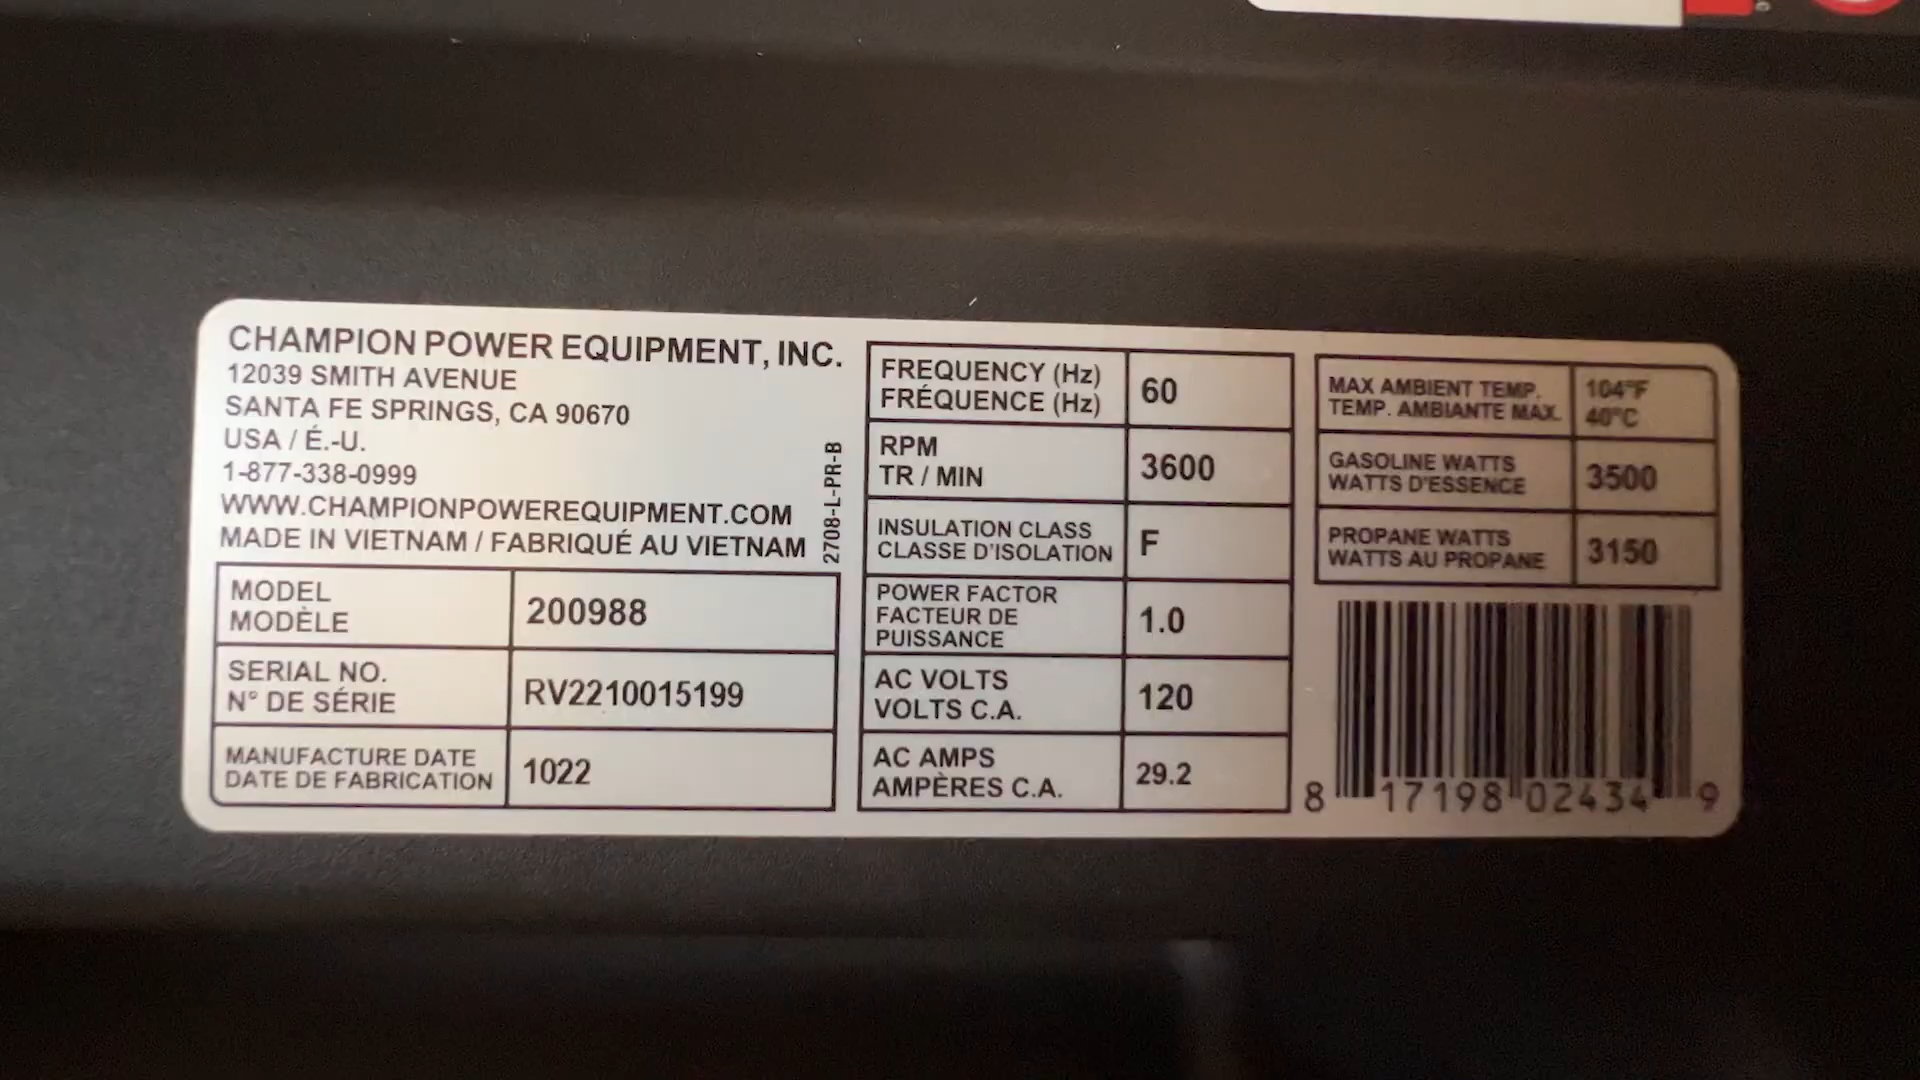 CHAMPION POWER EQUIPMENT, INC.
12039 SMITH AVENUE
SANTA FE SPRINGS, CA 90670
USA / É.-U.
1-877-338-0999
WWW.CHAMPIONPOWEREQUIPMENT.COM
MADE IN VIETNAM / FABRIQUÉ AU VIETNAM
2708-L-PR-B
MODEL
MODÈLE
200988
SERIAL NO.
N° DE SÉRIE
RV2210015199
MANUFACTURE DATE
DATE DE FABRICATION
1022
FREQUENCY (Hz)
FRÉQUENCE (Hz)
60
RPM
TR / MIN
3600
INSULATION CLASS
CLASSE D'ISOLATION
F
POWER FACTOR
FACTEUR DE
PUISSANCE
1.0
AC VOLTS
VOLTS C.A.
120
AC AMPS
AMPÈRES C.A.
29.2
MAX AMBIENT TEMP.
TEMP. AMBIANTE MAX.
104°F
40°C
GASOLINE WATTS
WATTS D'ESSENCE
3500
PROPANE WATTS
WATTS AU PROPANE
3150
8 17198 02434 9